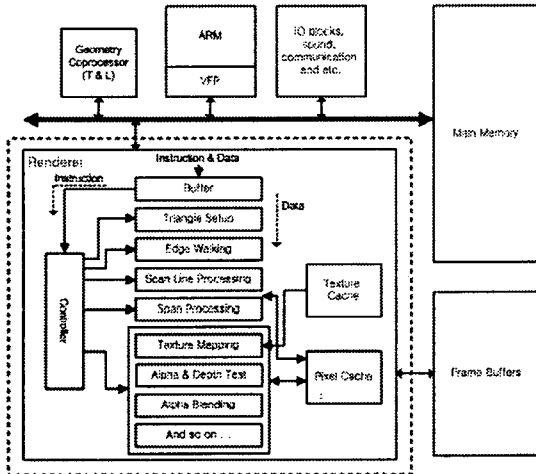 Geometry
Coprocessor
(T & L)
ARM
VFP
IO blocks,
sound,
communication
and etc.
Main Memory
Renderer
Instruction & Data
Instruction
Buffer
Data
Triangle Setup
Edge Walking
Scan Line Processing
Span Processing
Controller
Texture
Cache
Texture Mapping
Alpha & Depth Test
Alpha Blending
And so on . .
Pixel Cache
Frame Buffers